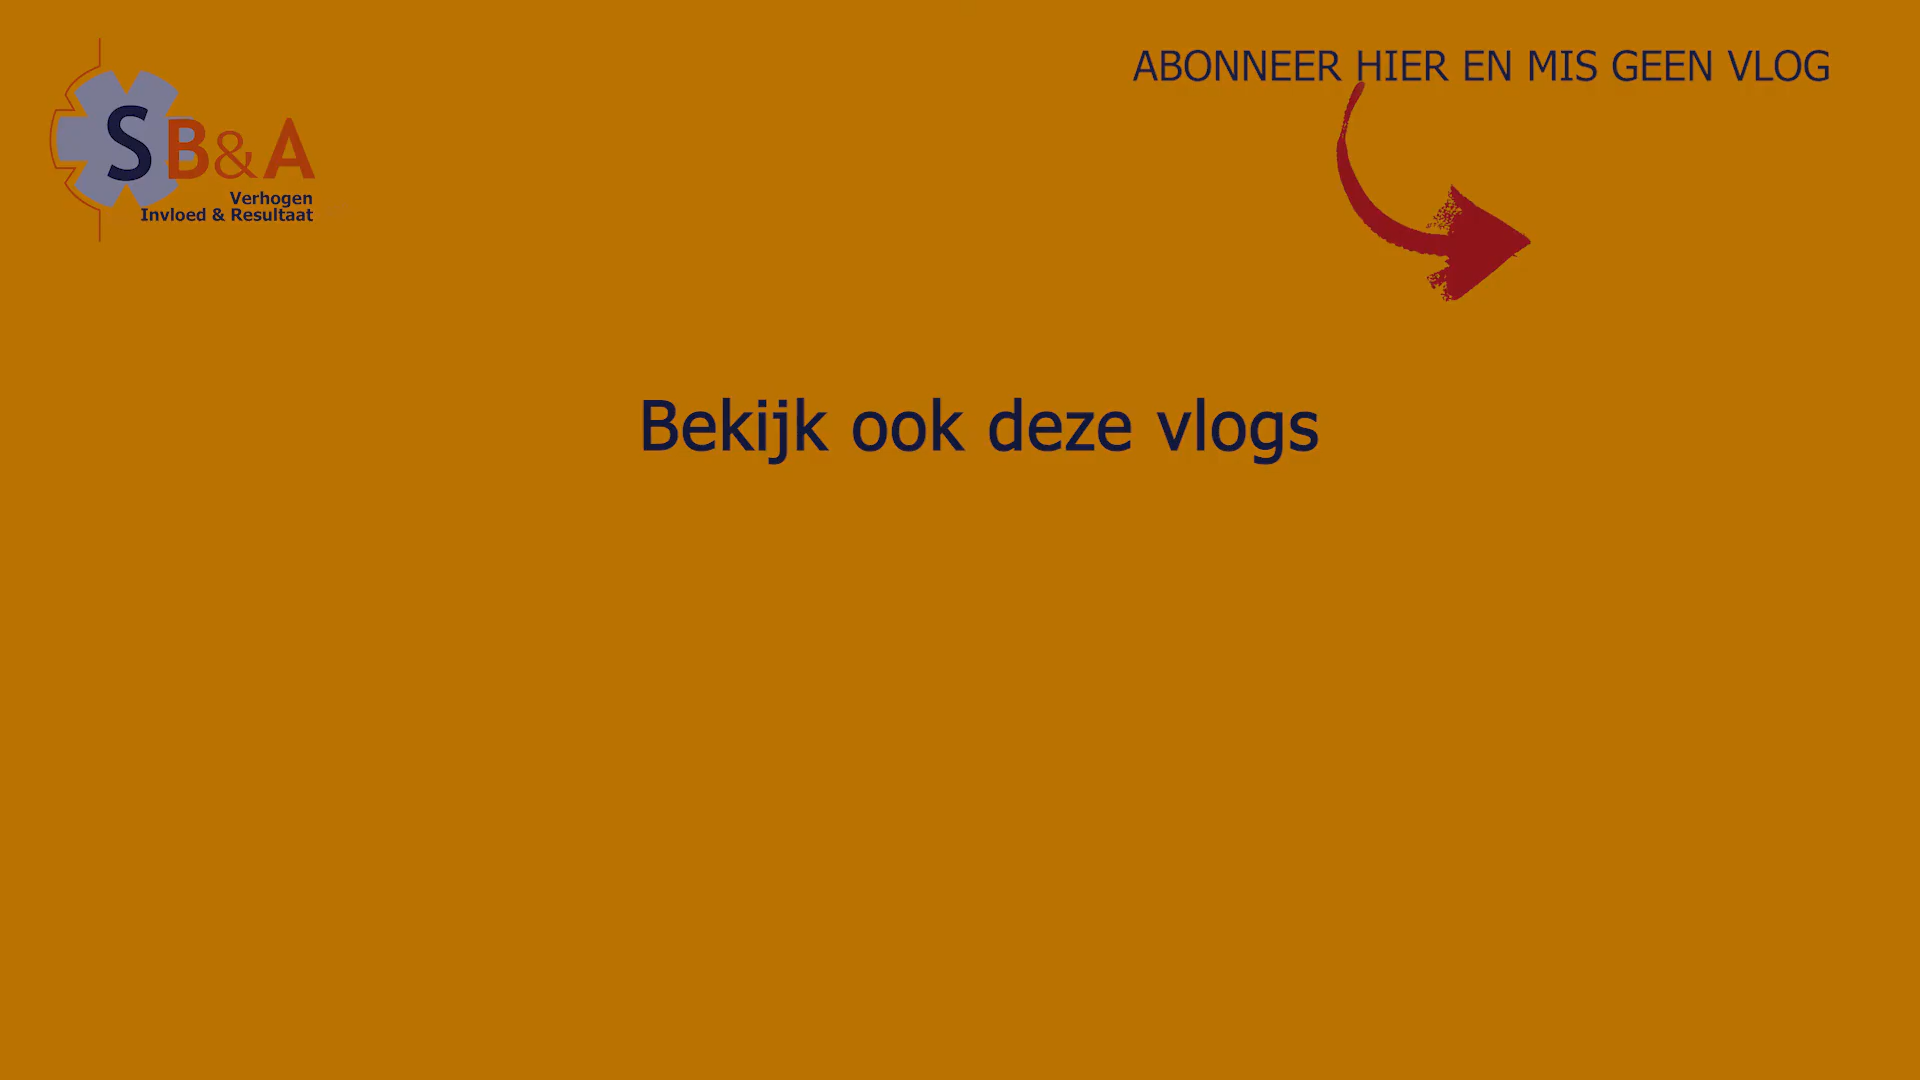 ABONNEER HIER EN MIS GEEN VLOG
SB&A
Verhogen
Invloed & Resultaat
Bekijk ook deze vlogs